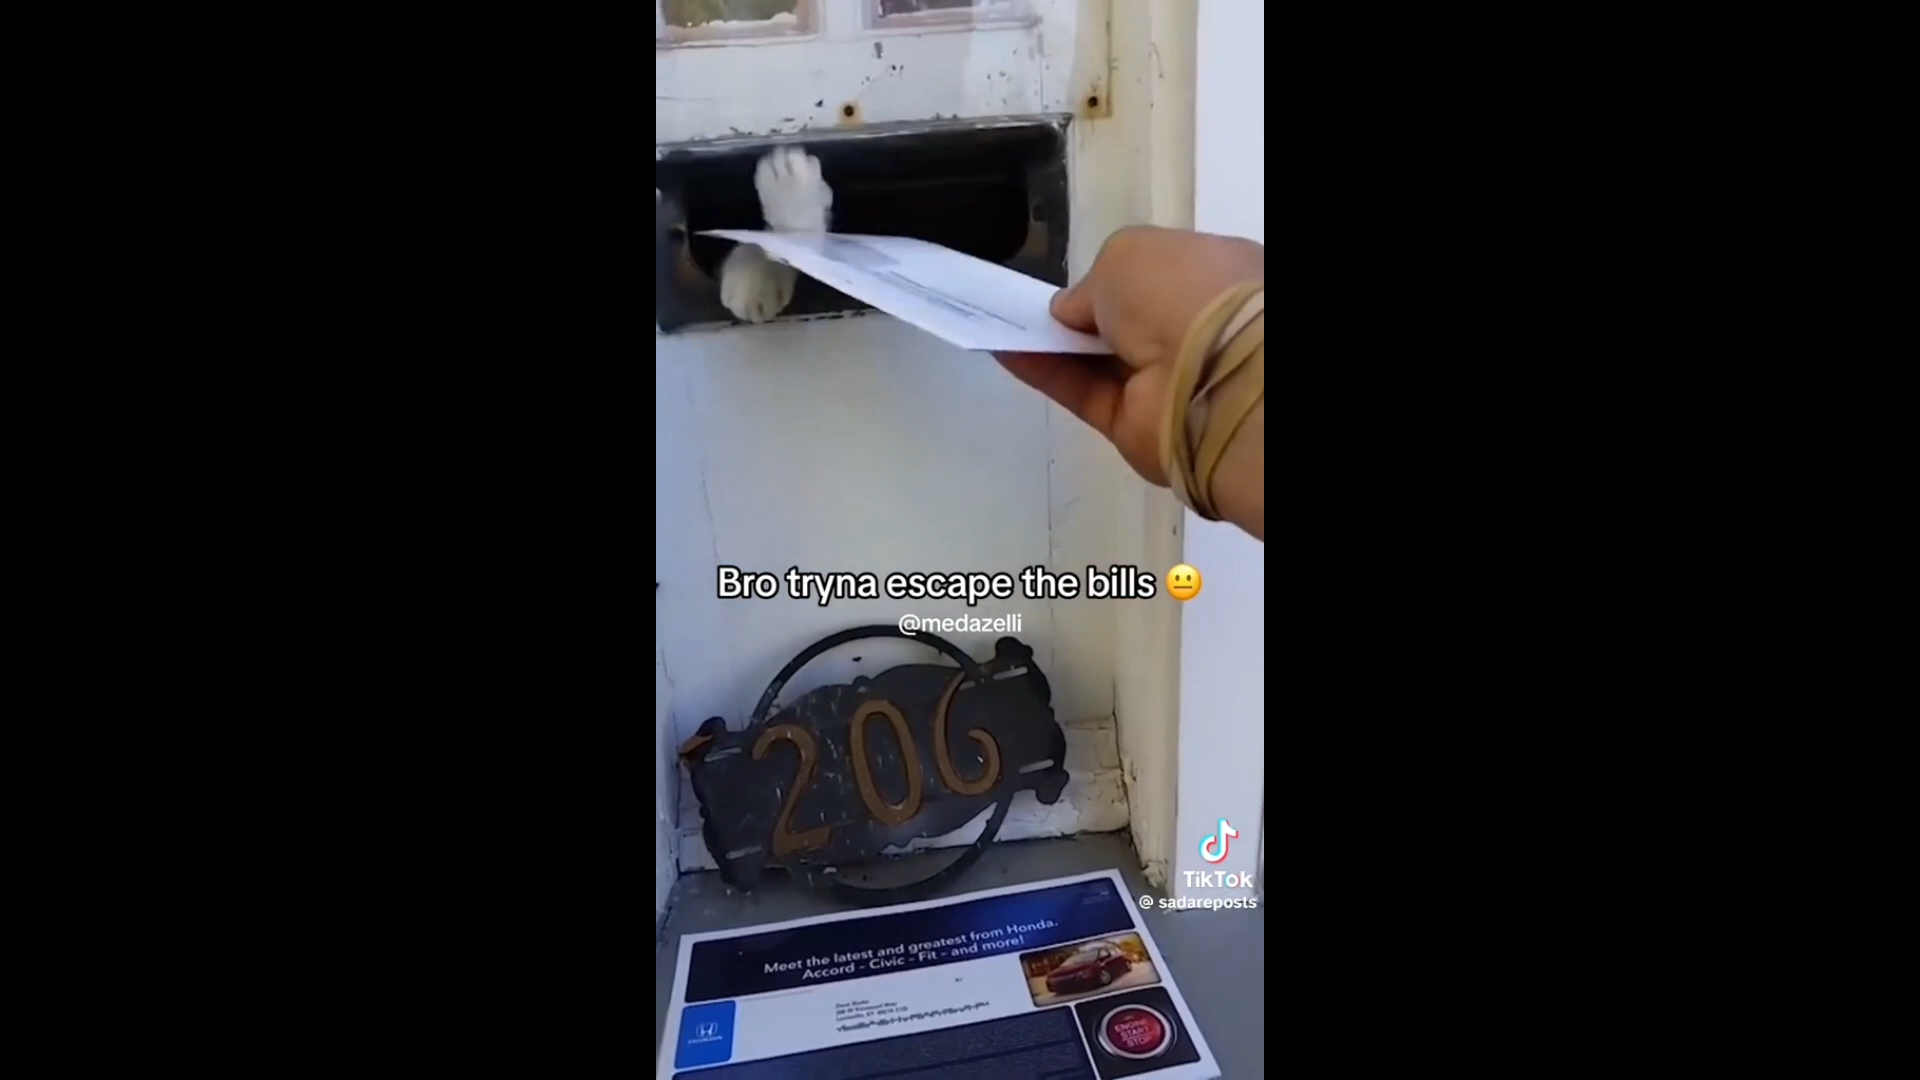 Bro tryna escape the bills 😐
@medazelli
206
Meet the latest and greatest from Honda.
Accord - Civic - Fit - and more!
HONDA
ENGINE
START
STOP
TikTok
@ sadareposts